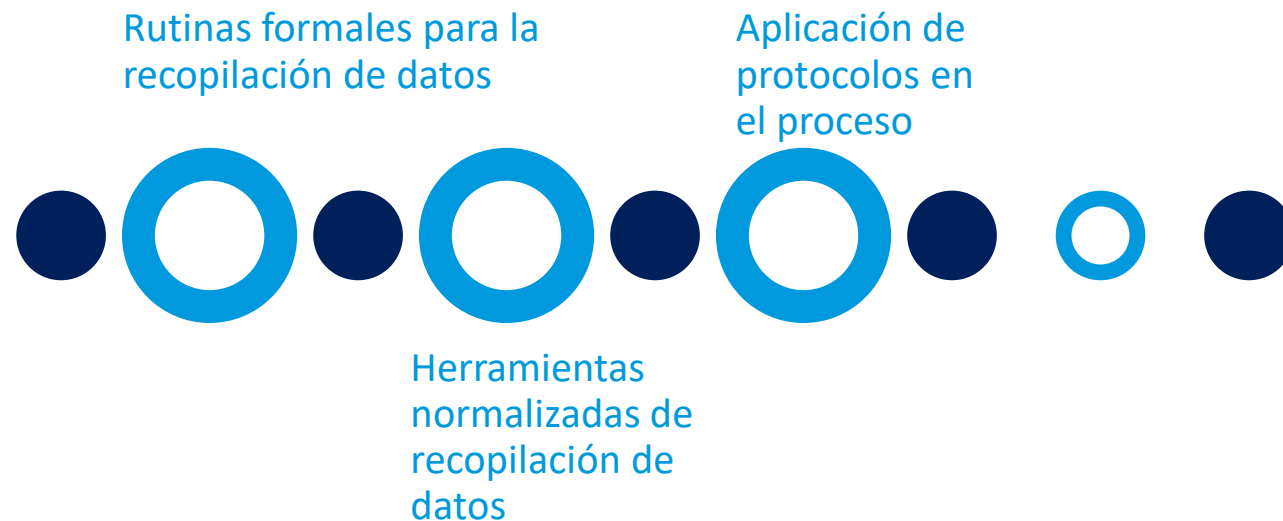 Rutinas formales para la
recopilación de datos
Aplicación de
protocolos en
el proceso
Herramientas
normalizadas de
recopilación de
datos